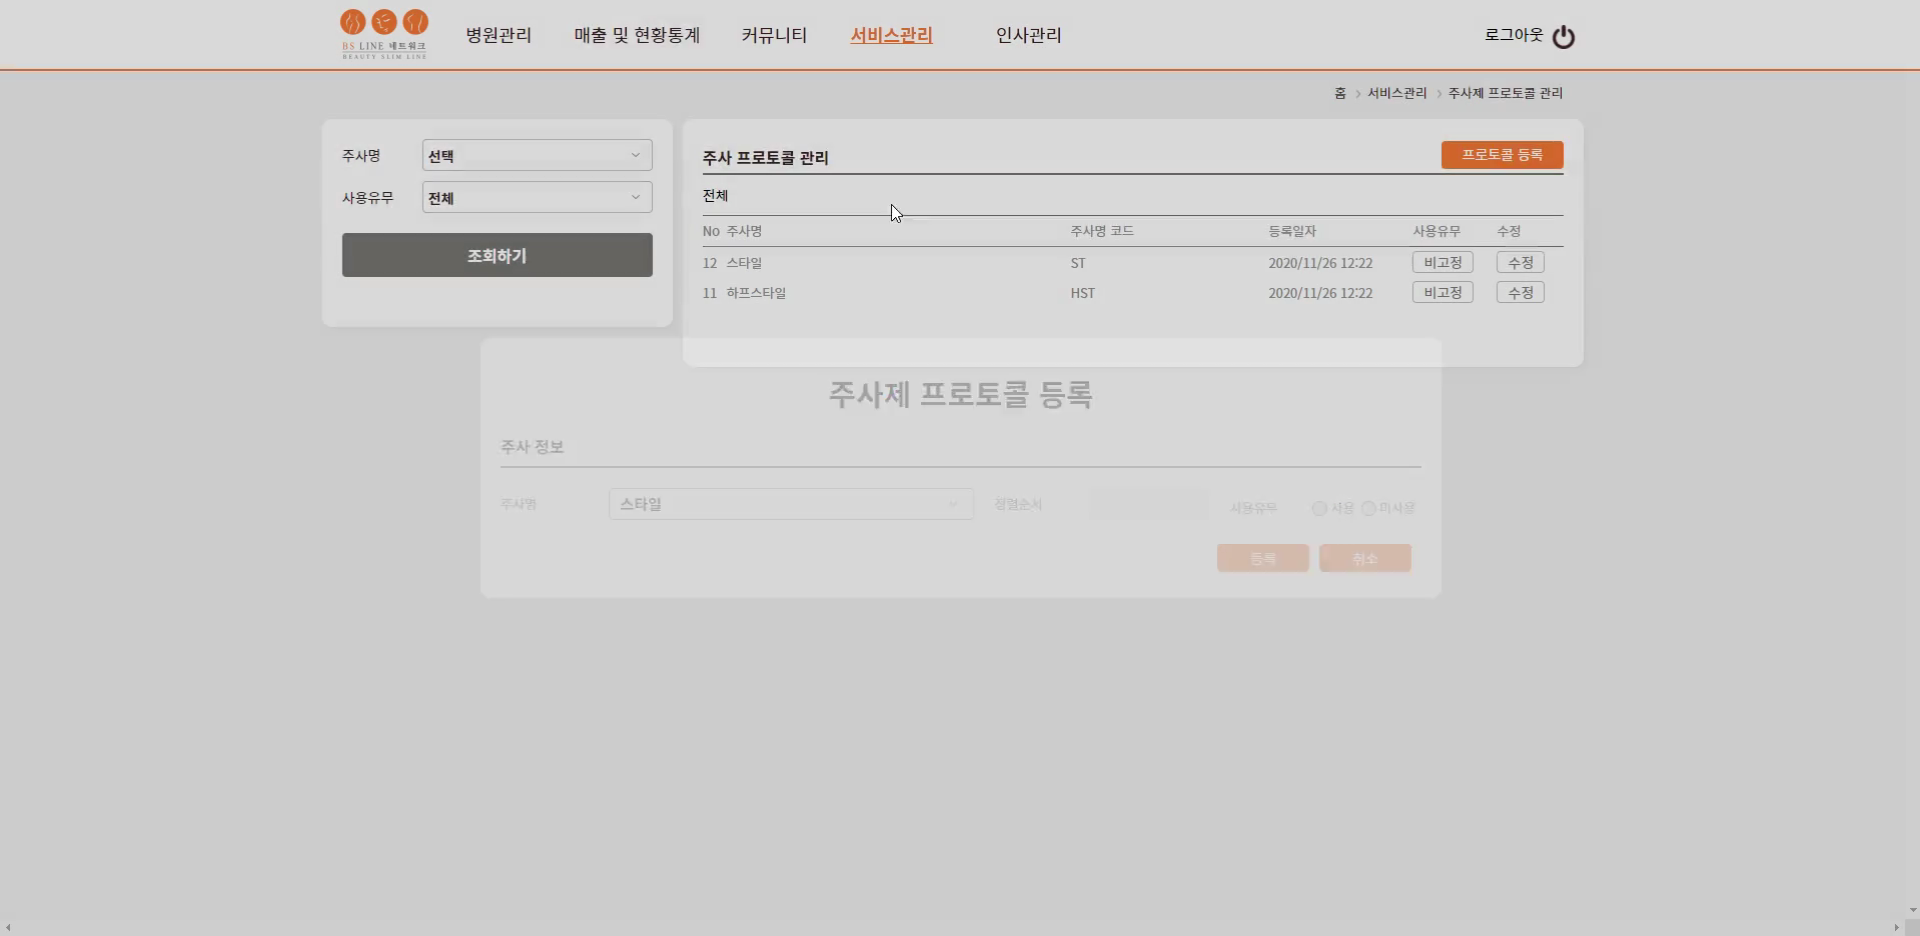 BS LINE 네트워크
BEAUTY SLIM LINE
병원관리 매출 및 현황통계 커뮤니티 서비스관리 인사관리 로그아웃
홈 > 서비스관리 > 주사제 프로토콜 관리
주사명 선택
사용유무 전체
조회하기
주사 프로토콜 관리 프로토콜 등록
전체
No 주사명 주사명 코드 등록일자 사용유무 수정
12 스타일 ST 2020/11/26 12:22 비고정 수정
11 하프스타일 HST 2020/11/26 12:22 비고정 수정
주사제 프로토콜 등록
주사 정보
주사명 스타일 정렬순서 사용유무 사용 미사용
등록 취소